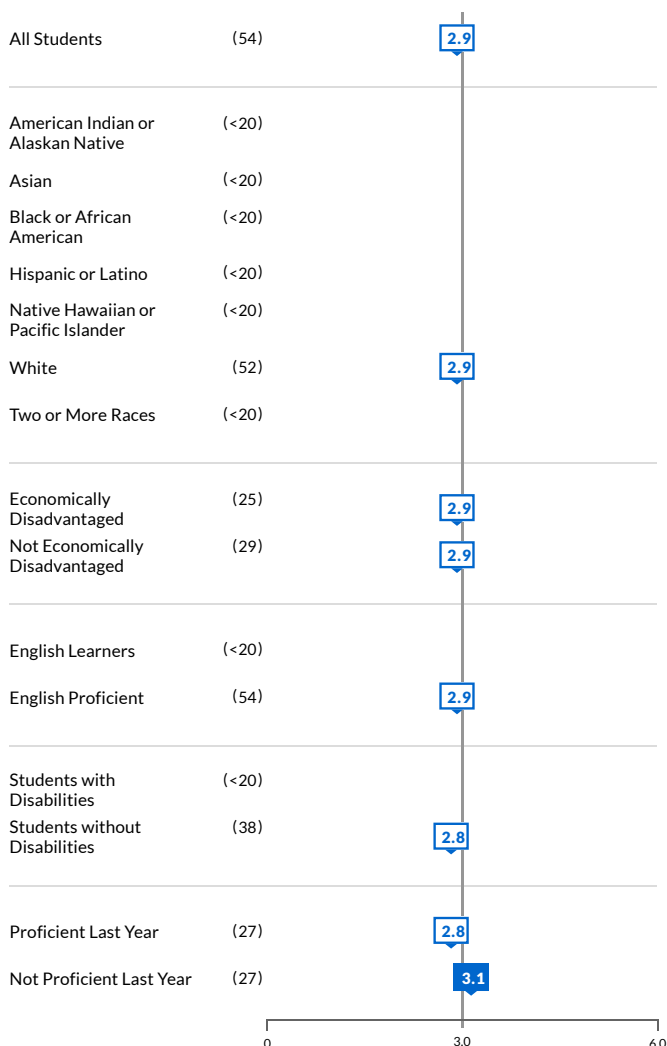 All Students (54) 2.9
American Indian or (<20)
Alaskan Native
Asian (<20)
Black or African (<20)
American
Hispanic or Latino (<20)
Native Hawaiian or (<20)
Pacific Islander
White (52) 2.9
Two or More Races (<20)
Economically (25) 2.9
Disadvantaged
Not Economically (29) 2.9
Disadvantaged
English Learners (<20)
English Proficient (54) 2.9
Students with (<20)
Disabilities
Students without (38) 2.8
Disabilities
Proficient Last Year (27) 2.8
Not Proficient Last Year (27) 3.1
0 3.0 6.0